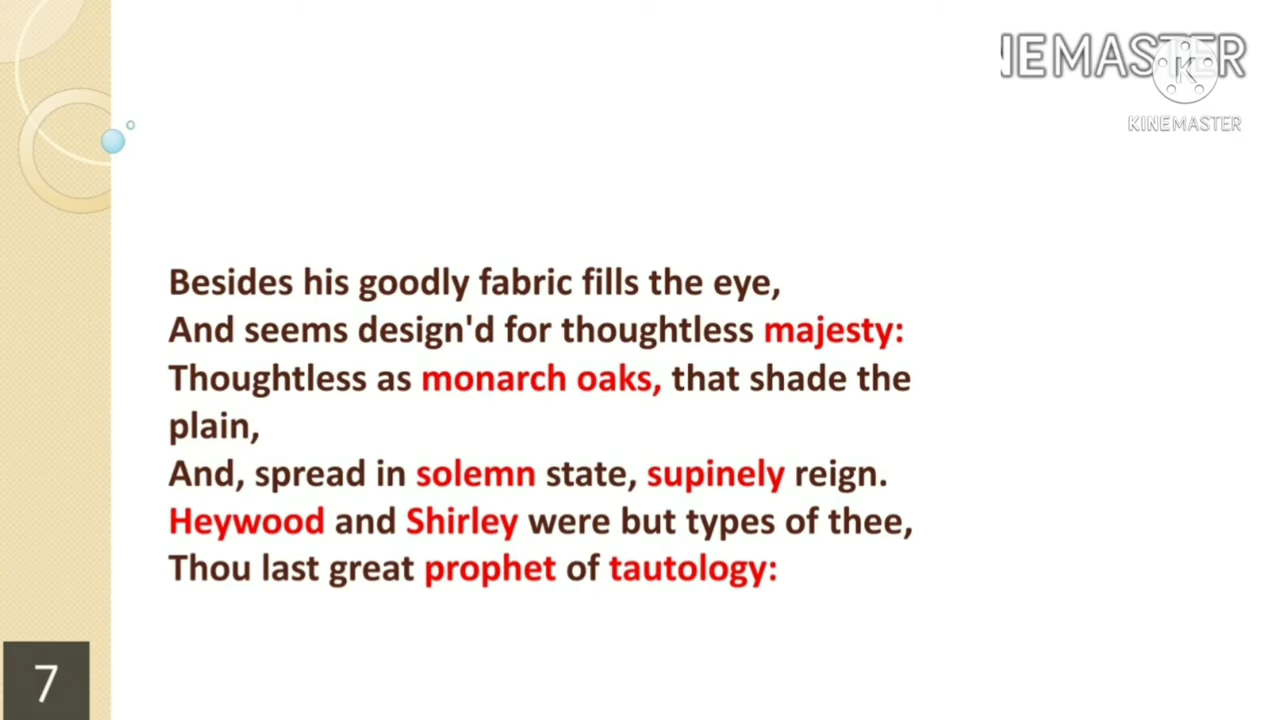 NEMASTER
K
KINEMASTER
Besides his goodly fabric fills the eye,
And seems design'd for thoughtless majesty:
Thoughtless as monarch oaks, that shade the
plain,
And, spread in solemn state, supinely reign.
Heywood and Shirley were but types of thee,
Thou last great prophet of tautology:
7